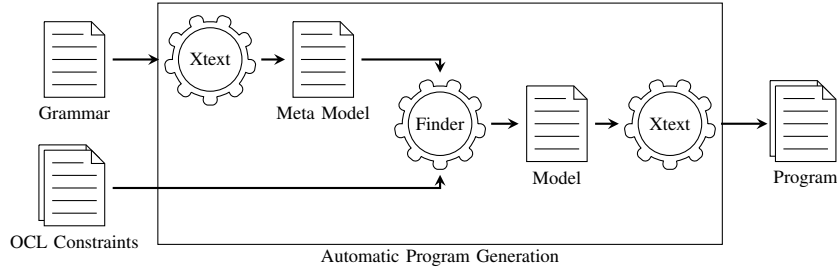 Xtext
Grammar
Meta Model
Finder
Xtext
Model
Program
OCL Constraints
Automatic Program Generation